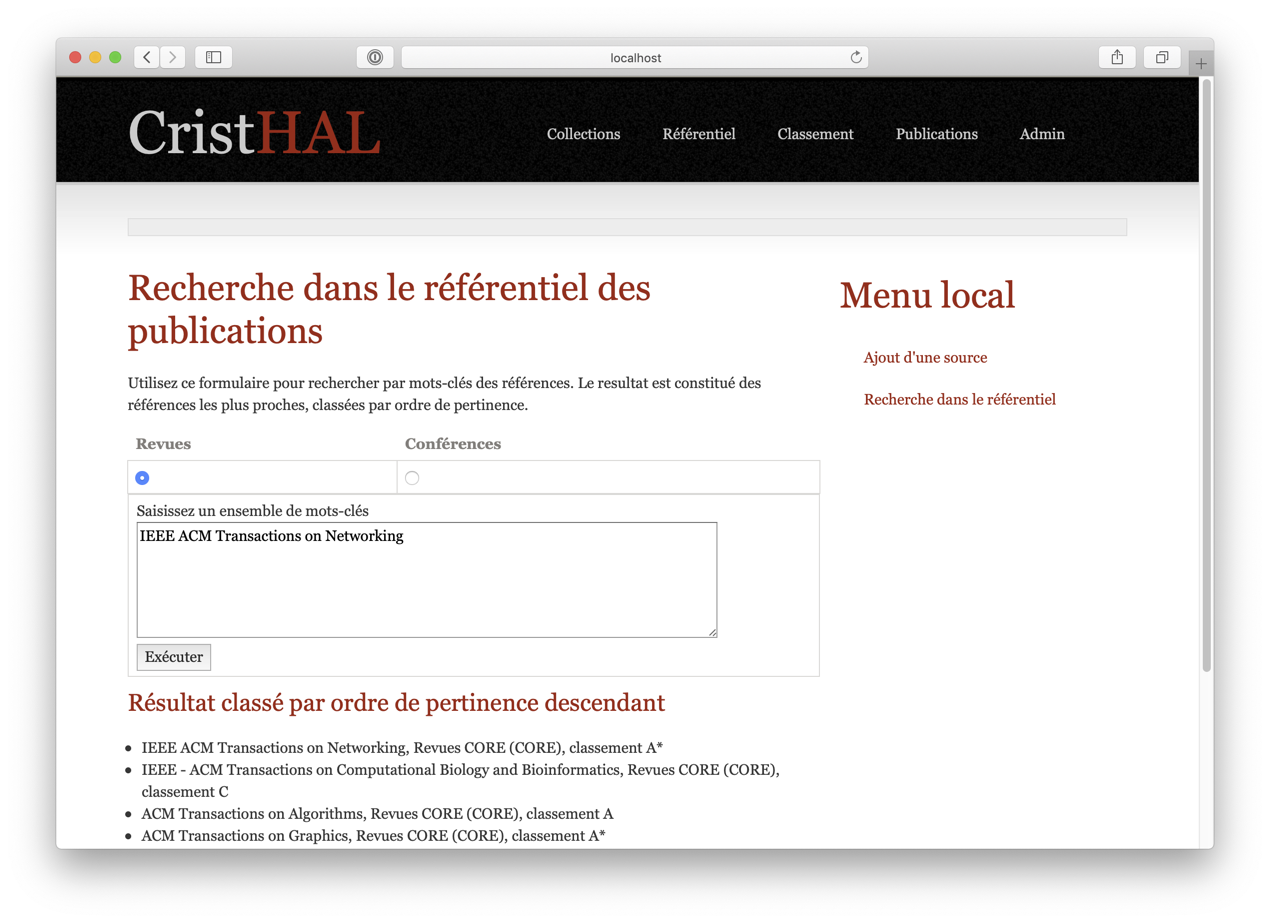 localhost
CristHAL
Collections Référentiel Classement Publications Admin
Recherche dans le référentiel des
publications
Utilisez ce formulaire pour rechercher par mots-clés des références. Le resultat est constitué des
références les plus proches, classées par ordre de pertinence.
Revues Conférences
Saisissez un ensemble de mots-clés
IEEE ACM Transactions on Networking
Exécuter
Résultat classé par ordre de pertinence descendant
IEEE ACM Transactions on Networking, Revues CORE (CORE), classement A*
IEEE - ACM Transactions on Computational Biology and Bioinformatics, Revues CORE (CORE),
classement C
ACM Transactions on Algorithms, Revues CORE (CORE), classement A
ACM Transactions on Graphics, Revues CORE (CORE), classement A*
Menu local
Ajout d'une source
Recherche dans le référentiel